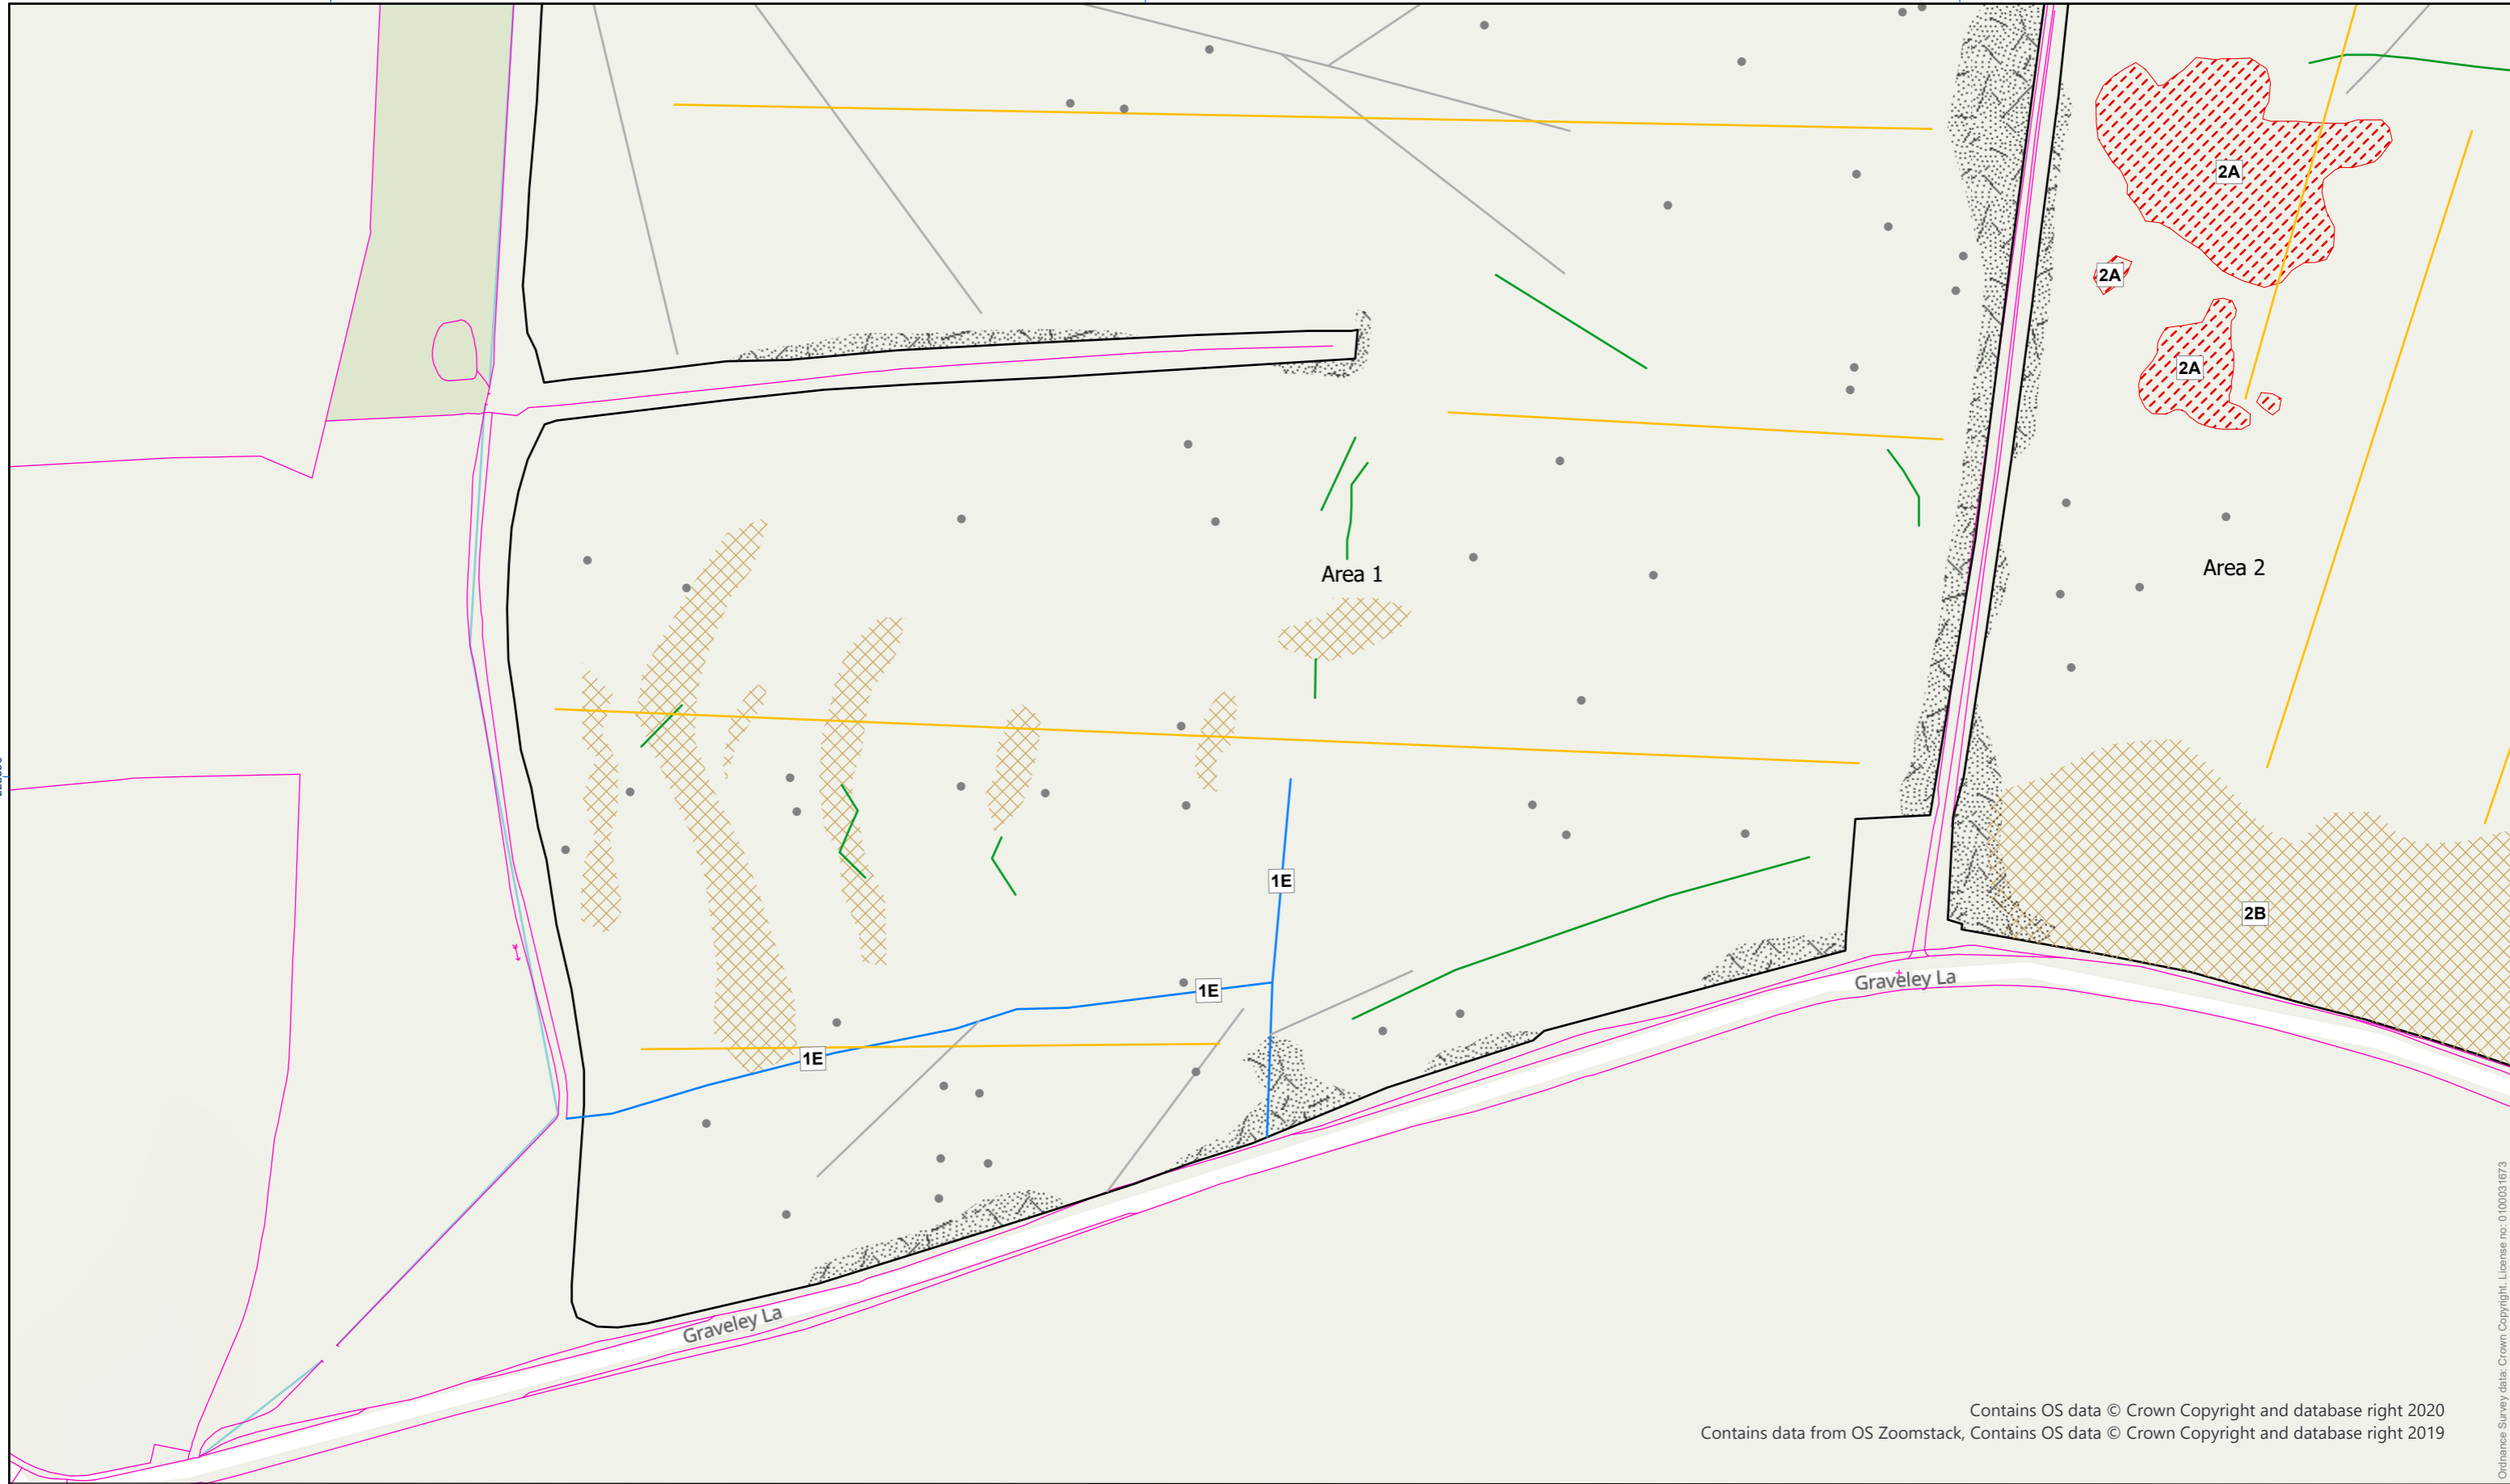 2A
2A
2A
Area 1
Area 2
1E
2B
1E
1E
Graveley La
Graveley La
Contains OS data © Crown Copyright and database right 2020
Contains data from OS Zoomstack, Contains OS data © Crown Copyright and database right 2019
Ordnance Survey data: Crown Copyright. License no: 0100031673